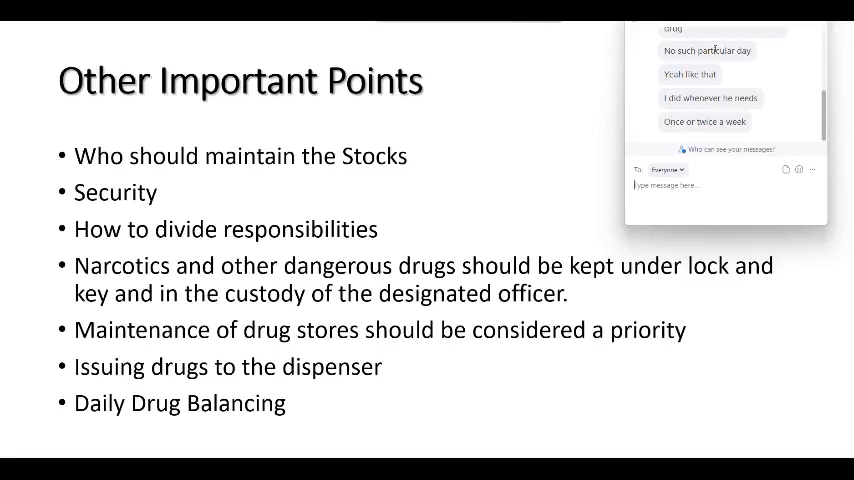 Other Important Points
• Who should maintain the Stocks
• Security
• How to divide responsibilities
• Narcotics and other dangerous drugs should be kept under lock and
key and in the custody of the designated officer.
• Maintenance of drug stores should be considered a priority
• Issuing drugs to the dispenser
• Daily Drug Balancing
drug
No such particular day
Yeah like that
I did whenever he needs
Once or twice a week
Who can see your messages?
To: Everyone
Type message here...